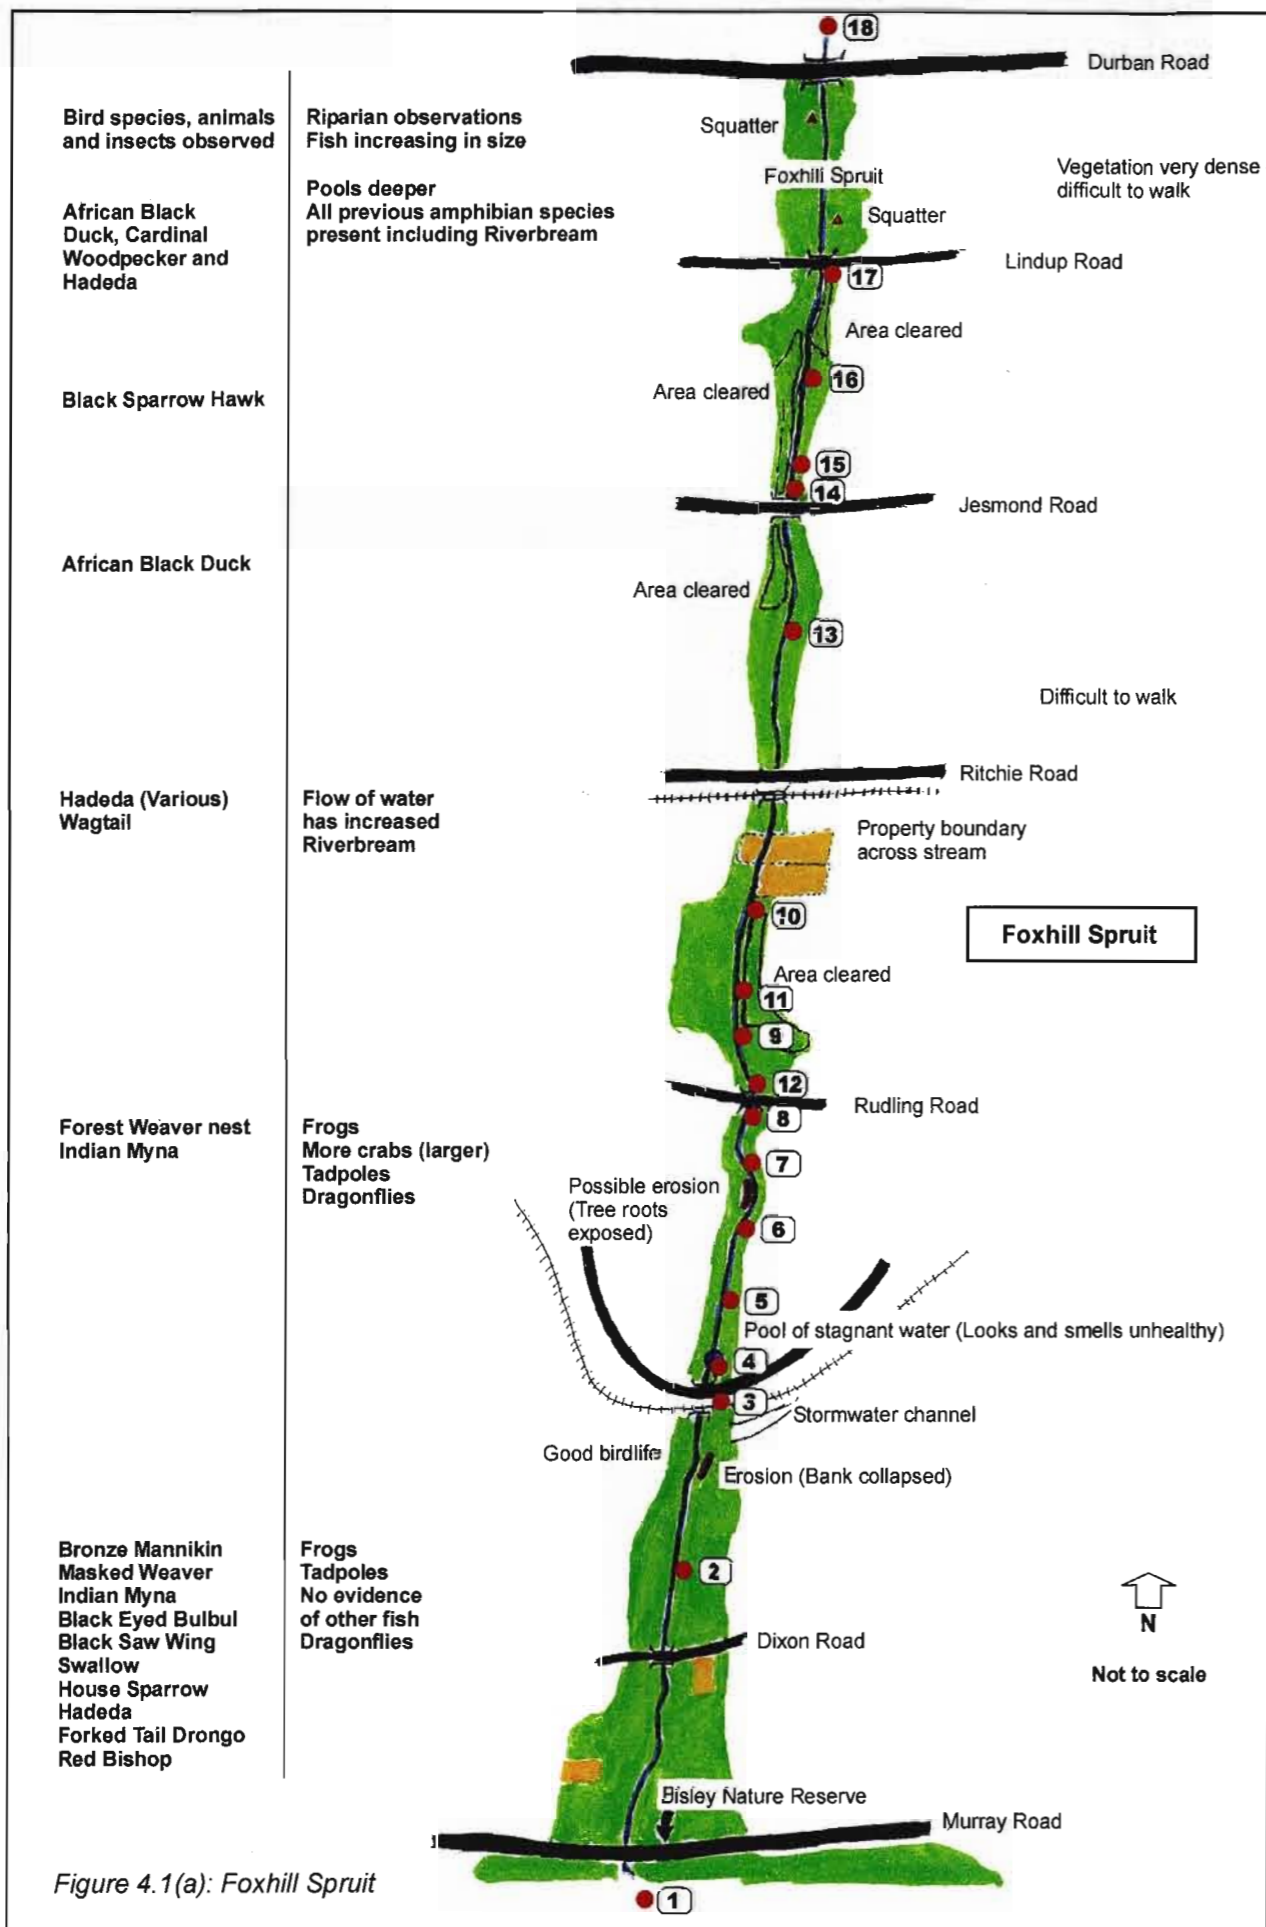 18
Durban Road
Bird species, animals
and insects observed
Riparian observations
Fish increasing in size
Squatter
Foxhill Spruit
Vegetation very dense
difficult to walk
Pools deeper
All previous amphibian species
present including Riverbream
African Black
Duck, Cardinal
Woodpecker and
Hadeda
Squatter
Lindup Road
17
Area cleared
16
Area cleared
Black Sparrow Hawk
15
14
Jesmond Road
African Black Duck
Area cleared
13
Difficult to walk
Ritchie Road
Hadeda (Various)
Wagtail
Flow of water
has increased
Riverbream
Property boundary
across stream
10
Foxhill Spruit
Area cleared
11
9
12
Rudling Road
8
Forest Weaver nest
Indian Myna
Frogs
More crabs (larger)
Tadpoles
Dragonflies
7
Possible erosion
(Tree roots
exposed)
6
5
Pool of stagnant water (Looks and smells unhealthy)
4
3
Stormwater channel
Good birdlife
Erosion (Bank collapsed)
Bronze Mannikin
Masked Weaver
Indian Myna
Black Eyed Bulbul
Black Saw Wing
Swallow
House Sparrow
Hadeda
Forked Tail Drongo
Red Bishop
Frogs
Tadpoles
No evidence
of other fish
Dragonflies
2
N
Dixon Road
Not to scale
Bisley Nature Reserve
Murray Road
Figure 4.1(a): Foxhill Spruit
1